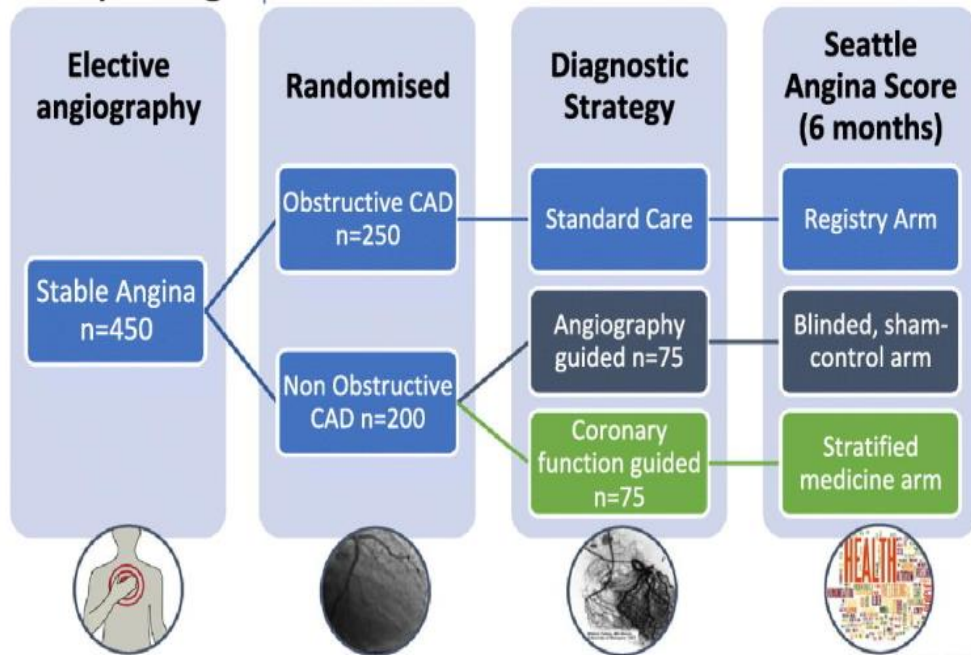 Elective
angiography
Randomised
Diagnostic
Strategy
Seattle
Angina Score
(6 months)
Stable Angina
n=450
Obstructive CAD
n=250
Non Obstructive
CAD n=200
Standard Care
Angiography
guided n=75
Coronary
function guided
n=75
Registry Arm
Blinded, sham-
control arm
Stratified
medicine arm
HEALTH